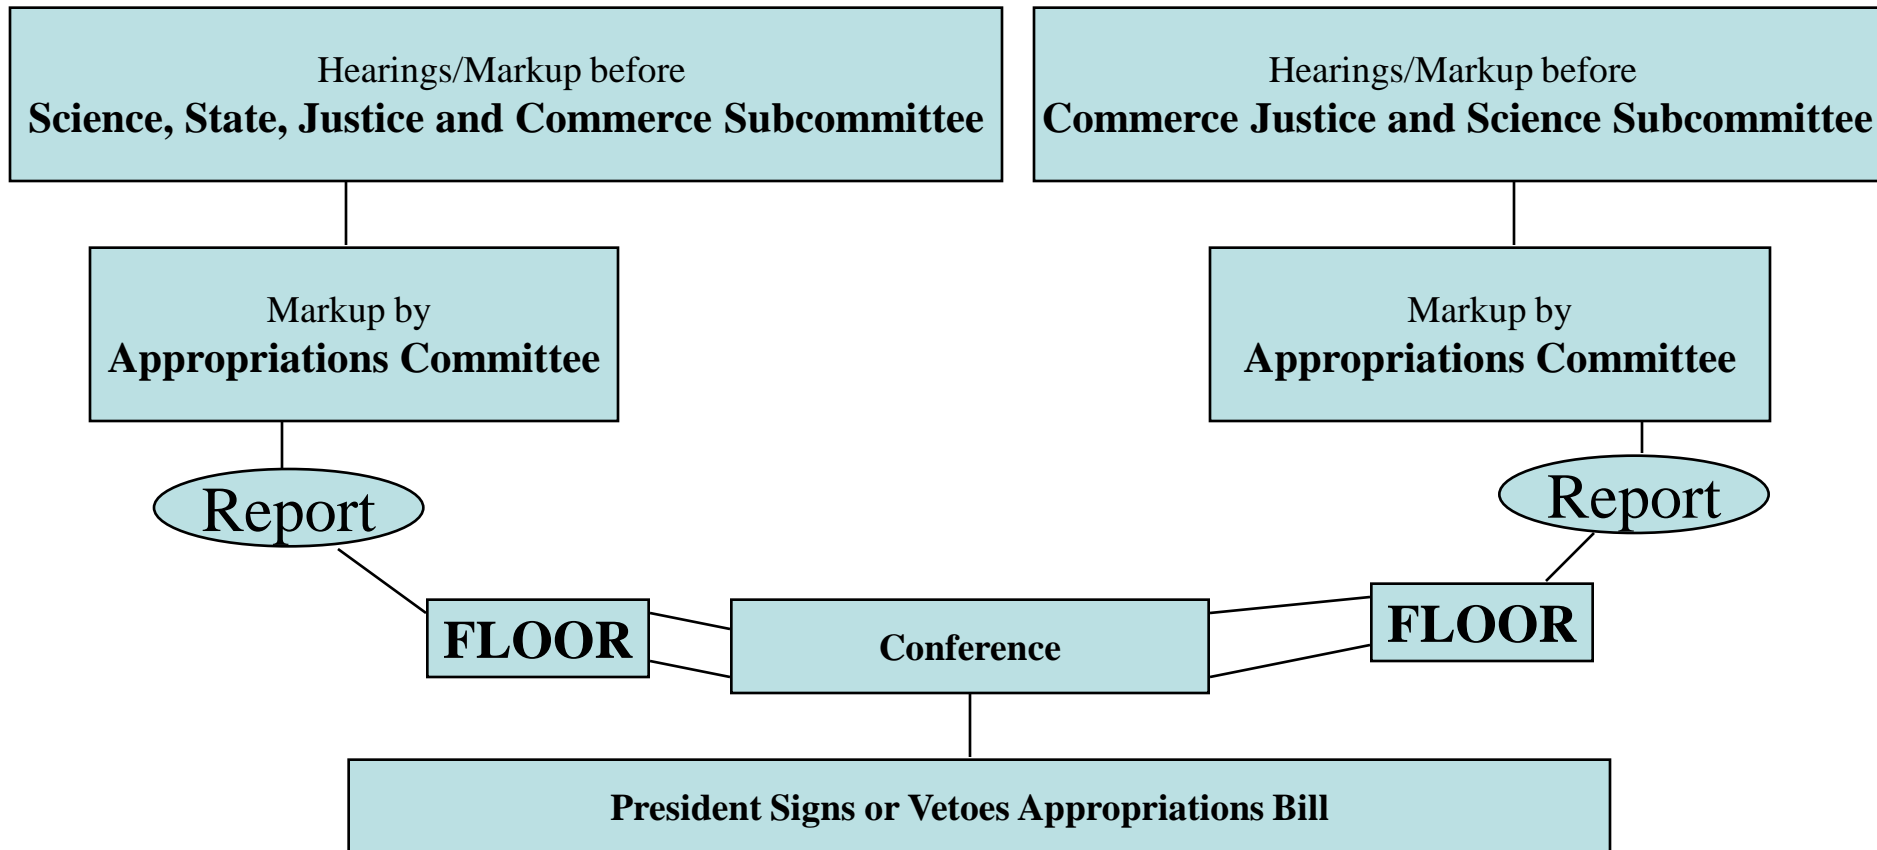 Hearings/Markup before
Science, State, Justice and Commerce Subcommittee
Hearings/Markup before
Commerce Justice and Science Subcommittee
Markup by
Appropriations Committee
Markup by
Appropriations Committee
Report
Report
FLOOR
Conference
FLOOR
President Signs or Vetoes Appropriations Bill